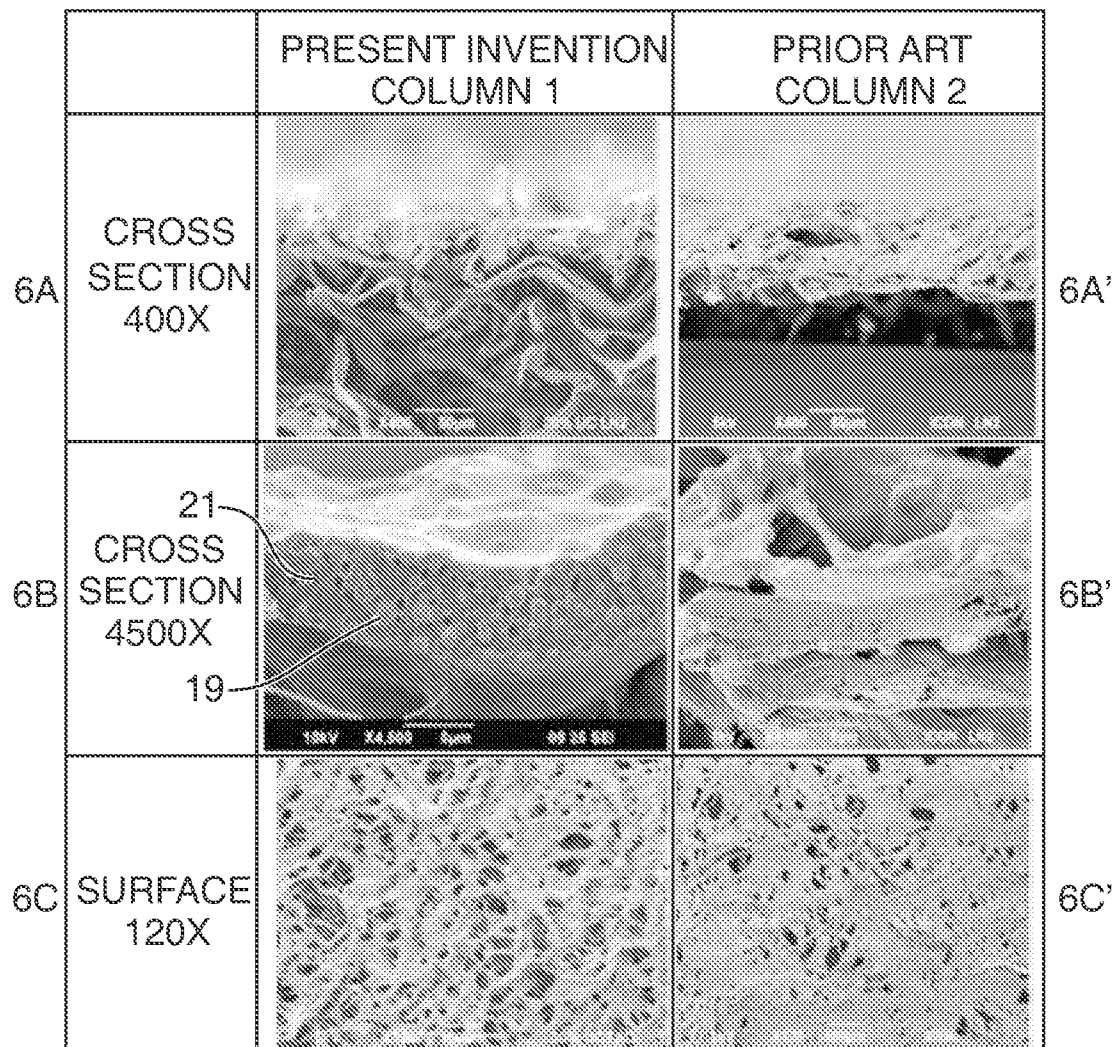 PRESENT INVENTION
COLUMN 1
PRIOR ART
COLUMN 2
6A
CROSS
SECTION
400X
6A'
6B
21
CROSS
SECTION
4500X
19
10KV X4,500 5µm
6B'
6C
SURFACE
120X
6C'